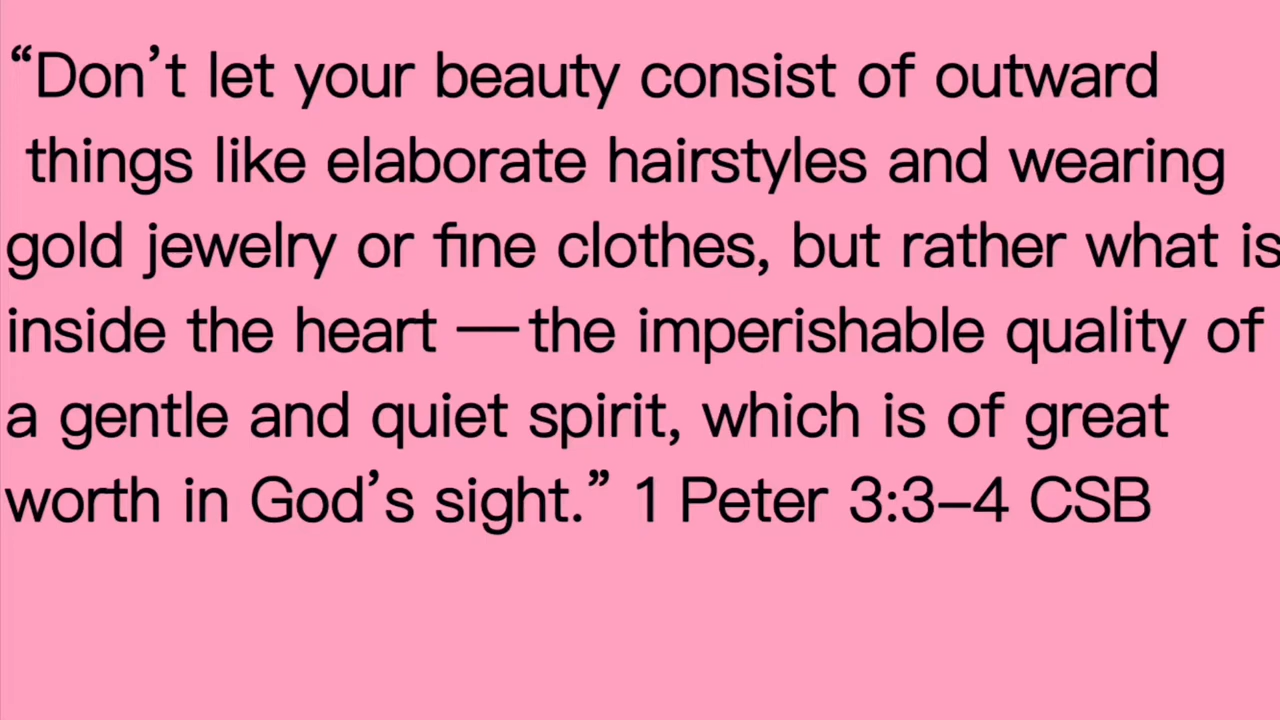 “Don’t let your beauty consist of outward
things like elaborate hairstyles and wearing
gold jewelry or fine clothes, but rather what is
inside the heart —the imperishable quality of
a gentle and quiet spirit, which is of great
worth in God’s sight.” 1 Peter 3:3–4 CSB